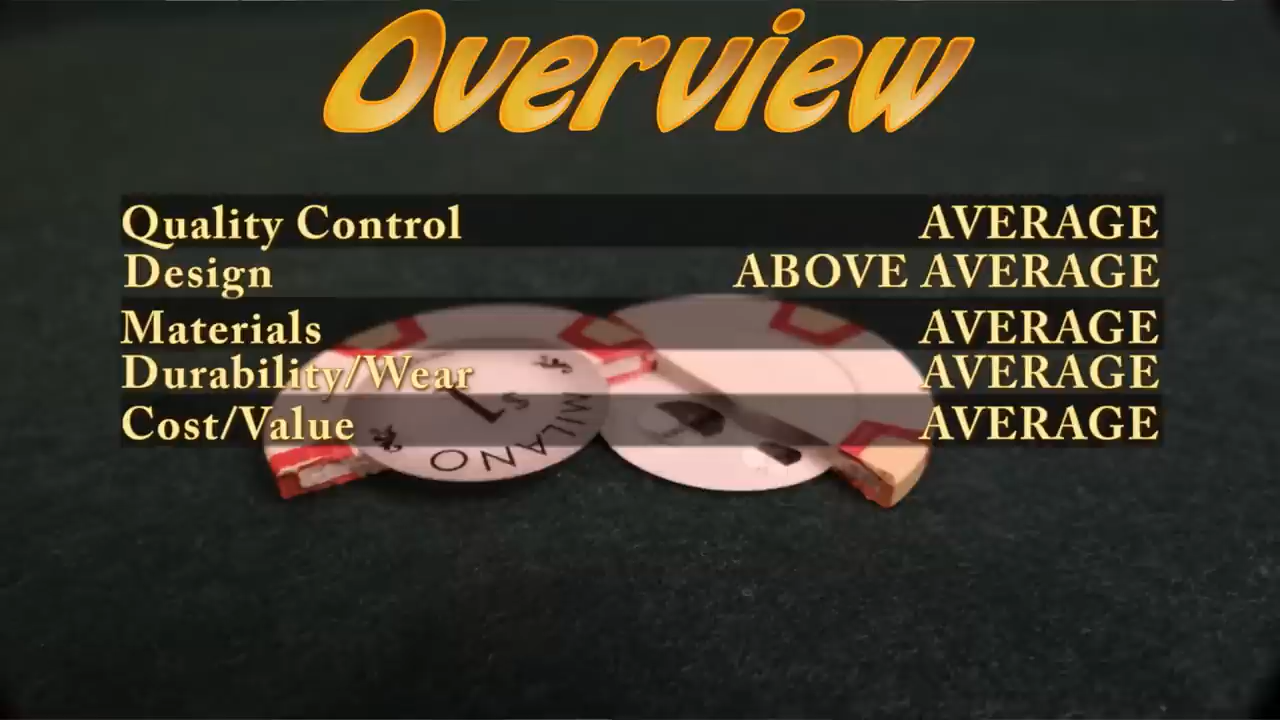 Overview
Quality Control AVERAGE
Design ABOVE AVERAGE
Materials AVERAGE
Durability/Wear AVERAGE
Cost/Value AVERAGE
$1
MILANO